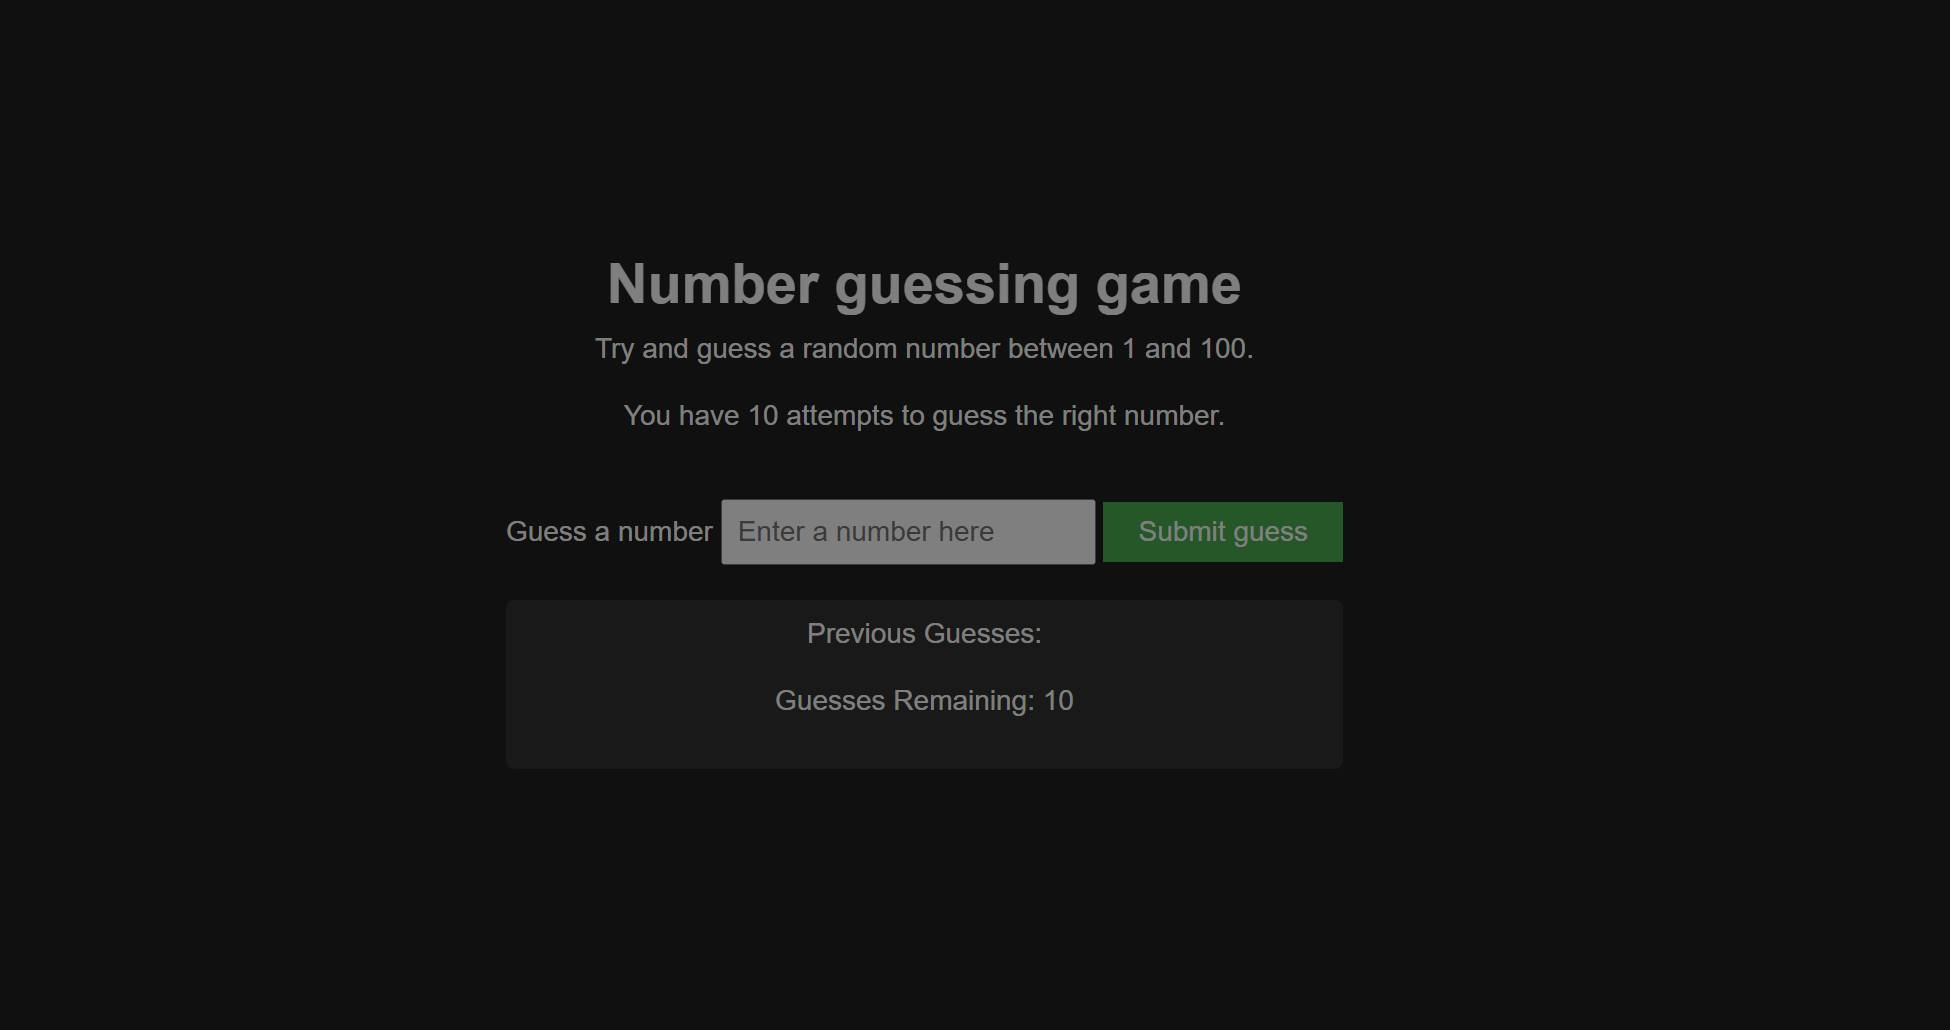 Number guessing game
Try and guess a random number between 1 and 100.
You have 10 attempts to guess the right number.
Guess a number Enter a number here Submit guess
Previous Guesses:
Guesses Remaining: 10